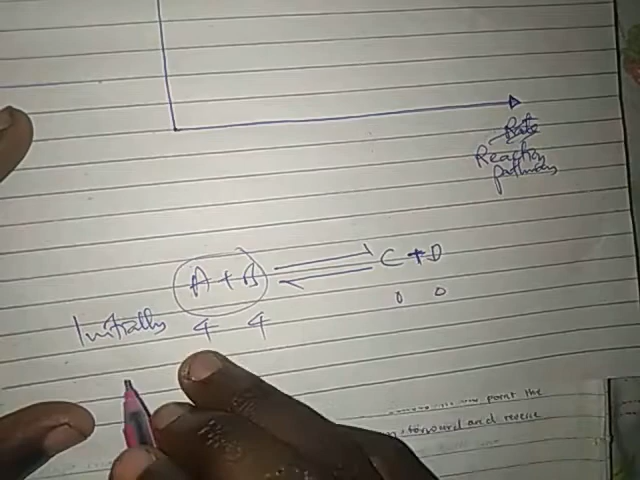 Rate
Reaction
pathway
A + B ⇌ C + D
Initially 4 4 0 0
point the
forward and reverse